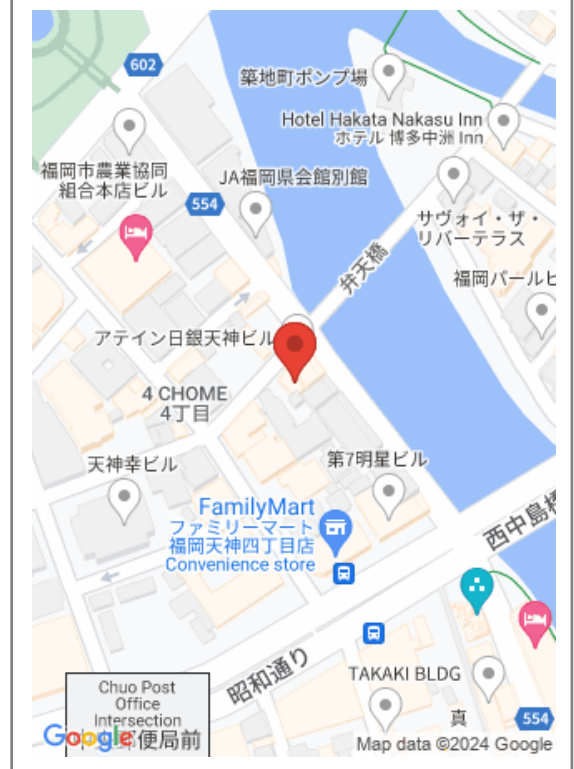 602
築地町ポンプ場
Hotel Hakata Nakasu Inn
ホテル 博多中洲 Inn
福岡市農業協同
組合本店ビル
JA福岡県会館別館
554
サヴォイ・ザ・
リバーテラス
弁天橋
福岡パールビ
アテイン日銀天神ビル
4 CHOME
4丁目
天神幸ビル
第7明星ビル
FamilyMart
ファミリーマート
福岡天神四丁目店
Convenience store
西中島橋
昭和通り
TAKAKI BLDG
真
554
Chuo Post
Office
Intersection
便局前
Google
Map data ©2024 Google